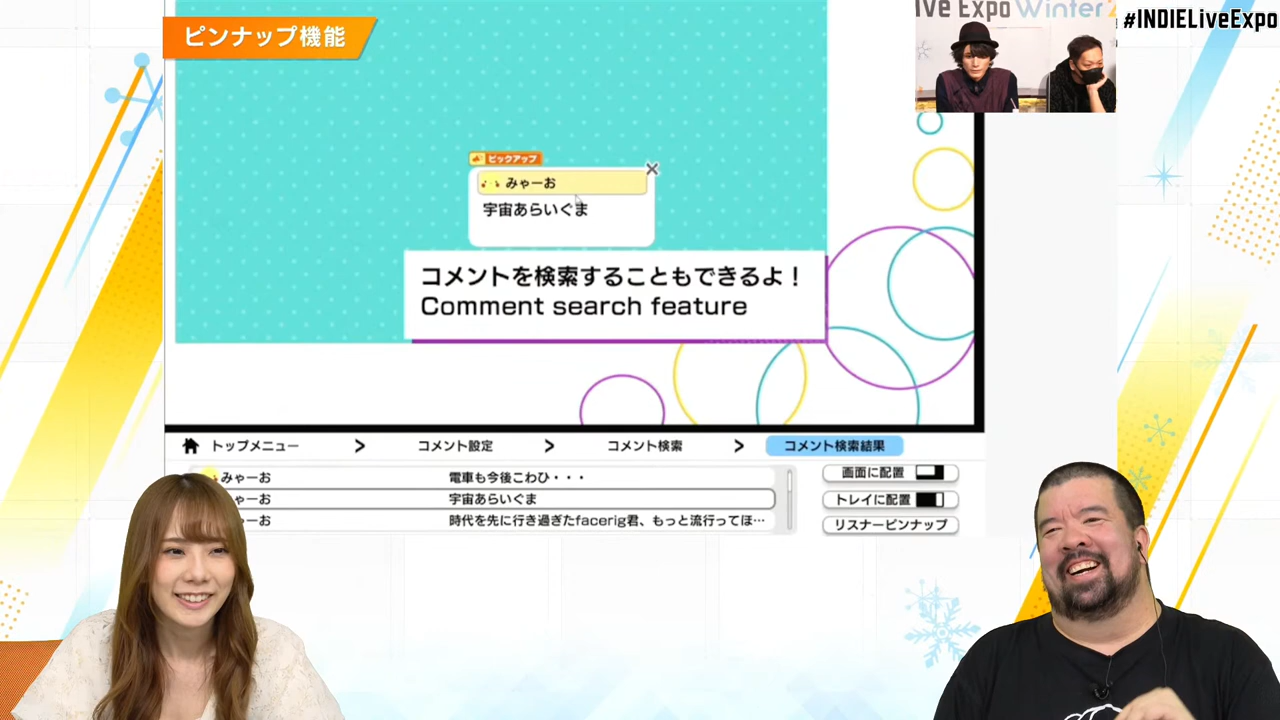 ピンナップ機能
ive Expo Winter
#INDIELiveExpo
ピックアップ
みゃーお
宇宙あらいぐま
コメントを検索することもできるよ！
Comment search feature
トップメニュー > コメント設定 > コメント検索 > コメント検索結果
みゃーお 電車も今後こわひ・・・
ゃーお 宇宙あらいぐま
ーお 時代を先に行き過ぎたfacerig君、もっと流行ってほ…
画面に配置
トレイに配置
リスナーピンナップ